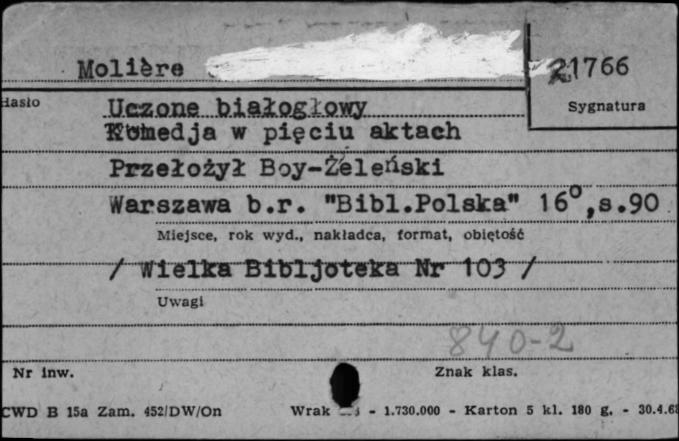 Molière
21766
Hasło
Uczone białogłowy
Sygnatura
Komedja w pięciu aktach
Przełożył Boy-Żeleński
Warszawa b.r. "Bibl.Polska" 16°,s.90
Miejsce, rok wyd., nakładca, format, objętość
/ Wielka Bibljoteka Nr 103 /
Uwagi
840-2
Nr inw.
Znak klas.
CWD B 15a Zam. 452/DW/On
Wrak - 1.730.000 - Karton 5 kl. 180 g. - 30.4.68